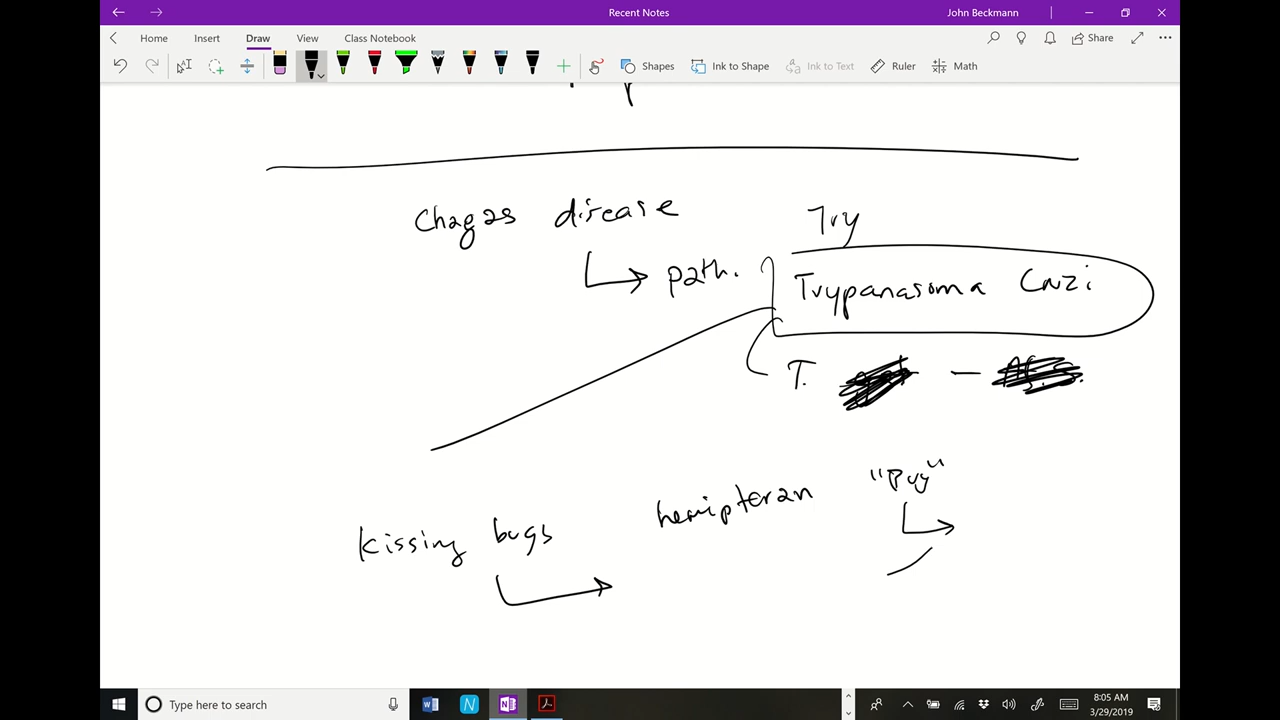 Recent Notes
John Beckmann
Home Insert Draw View Class Notebook
Share
Shapes Ink to Shape Ink to Text Ruler Math
Chagas disease
Try
path.
Trypanasoma Cruzi
T. —
hemipteran
Kissing bugs
Type here to search
8:05 AM
3/29/2019